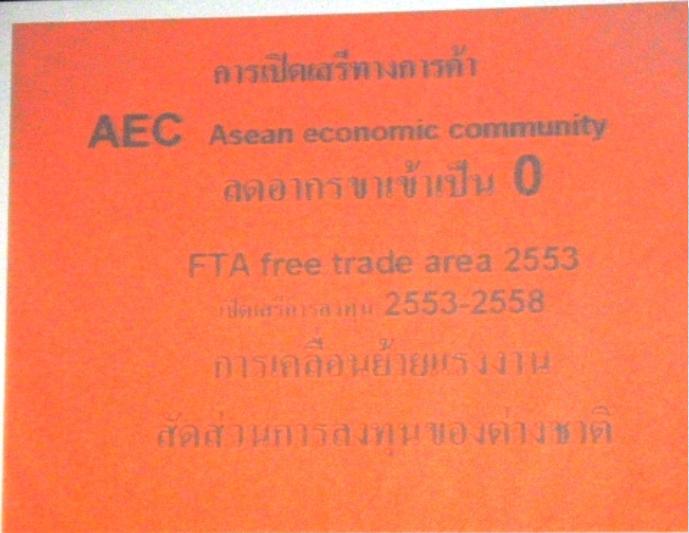 การเปิดเสรีทางการค้า
AEC Asean economic community
ลดอากรขาเข้าเป็น 0
FTA free trade area 2553
เปิดเสรีการลงทุน 2553-2558
การเคลื่อนย้ายแรงงาน
สัดส่วนการลงทุนของต่างชาติ